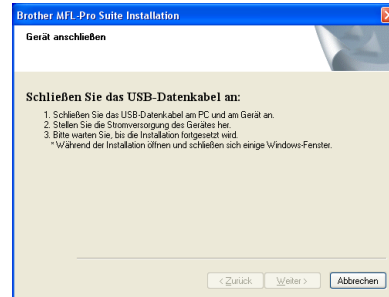 Brother MFL-Pro Suite Installation
Gerät anschließen
Schließen Sie das USB-Datenkabel an:
1. Schließen Sie das USB-Datenkabel am PC und am Gerät an.
2. Stellen Sie die Stromversorgung des Gerätes her.
3. Bitte warten Sie, bis die Installation fortgesetzt wird.
* Während der Installation öffnen und schließen sich einige Windows-Fenster.
< Zurück Weiter > Abbrechen